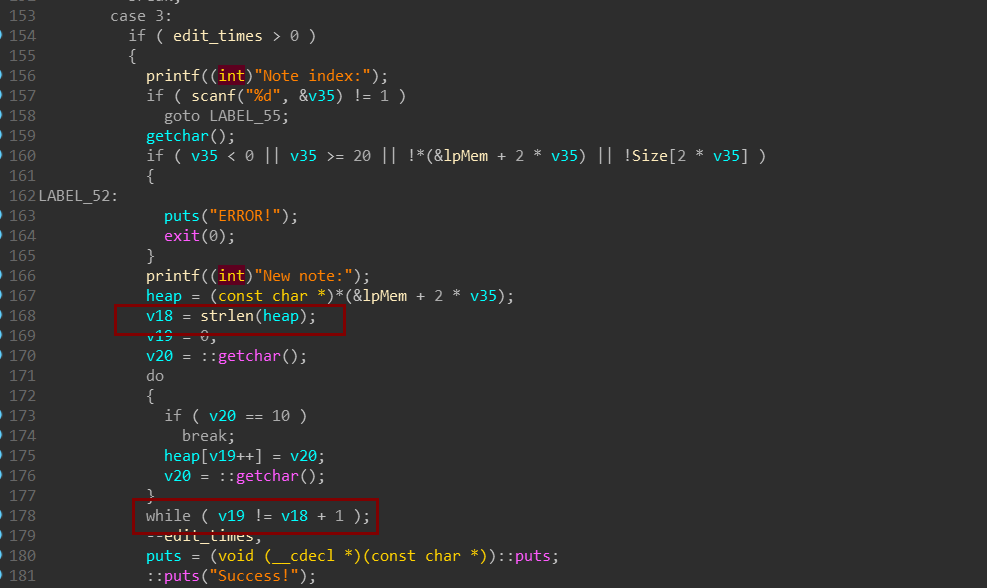 153 case 3:
154 if ( edit_times > 0 )
155 {
156 printf((int)"Note index:");
157 if ( scanf("%d", &v35) != 1 )
158 goto LABEL_55;
159 getchar();
160 if ( v35 < 0 || v35 >= 20 || !*(&lpMem + 2 * v35) || !Size[2 * v35] )
161 {
162 LABEL_52:
163 puts("ERROR!");
164 exit(0);
165 }
166 printf((int)"New note:");
167 heap = (const char *)*(&lpMem + 2 * v35);
168 v18 = strlen(heap);
169 v19 = 0;
170 v20 = ::getchar();
171 do
172 {
173 if ( v20 == 10 )
174 break;
175 heap[v19++] = v20;
176 v20 = ::getchar();
177 }
178 while ( v19 != v18 + 1 );
179 --edit_times;
180 puts = (void (__cdecl *)(const char *))::puts;
181 ::puts("Success!");